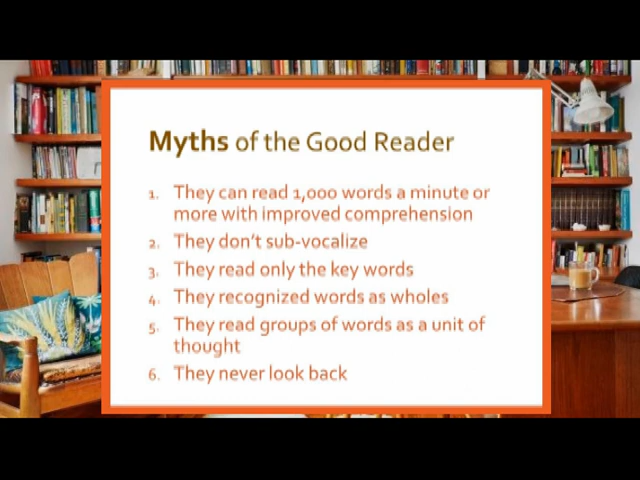 Myths of the Good Reader
1. They can read 1,000 words a minute or
more with improved comprehension
2. They don't sub-vocalize
3. They read only the key words
4. They recognized words as wholes
5. They read groups of words as a unit of
thought
6. They never look back